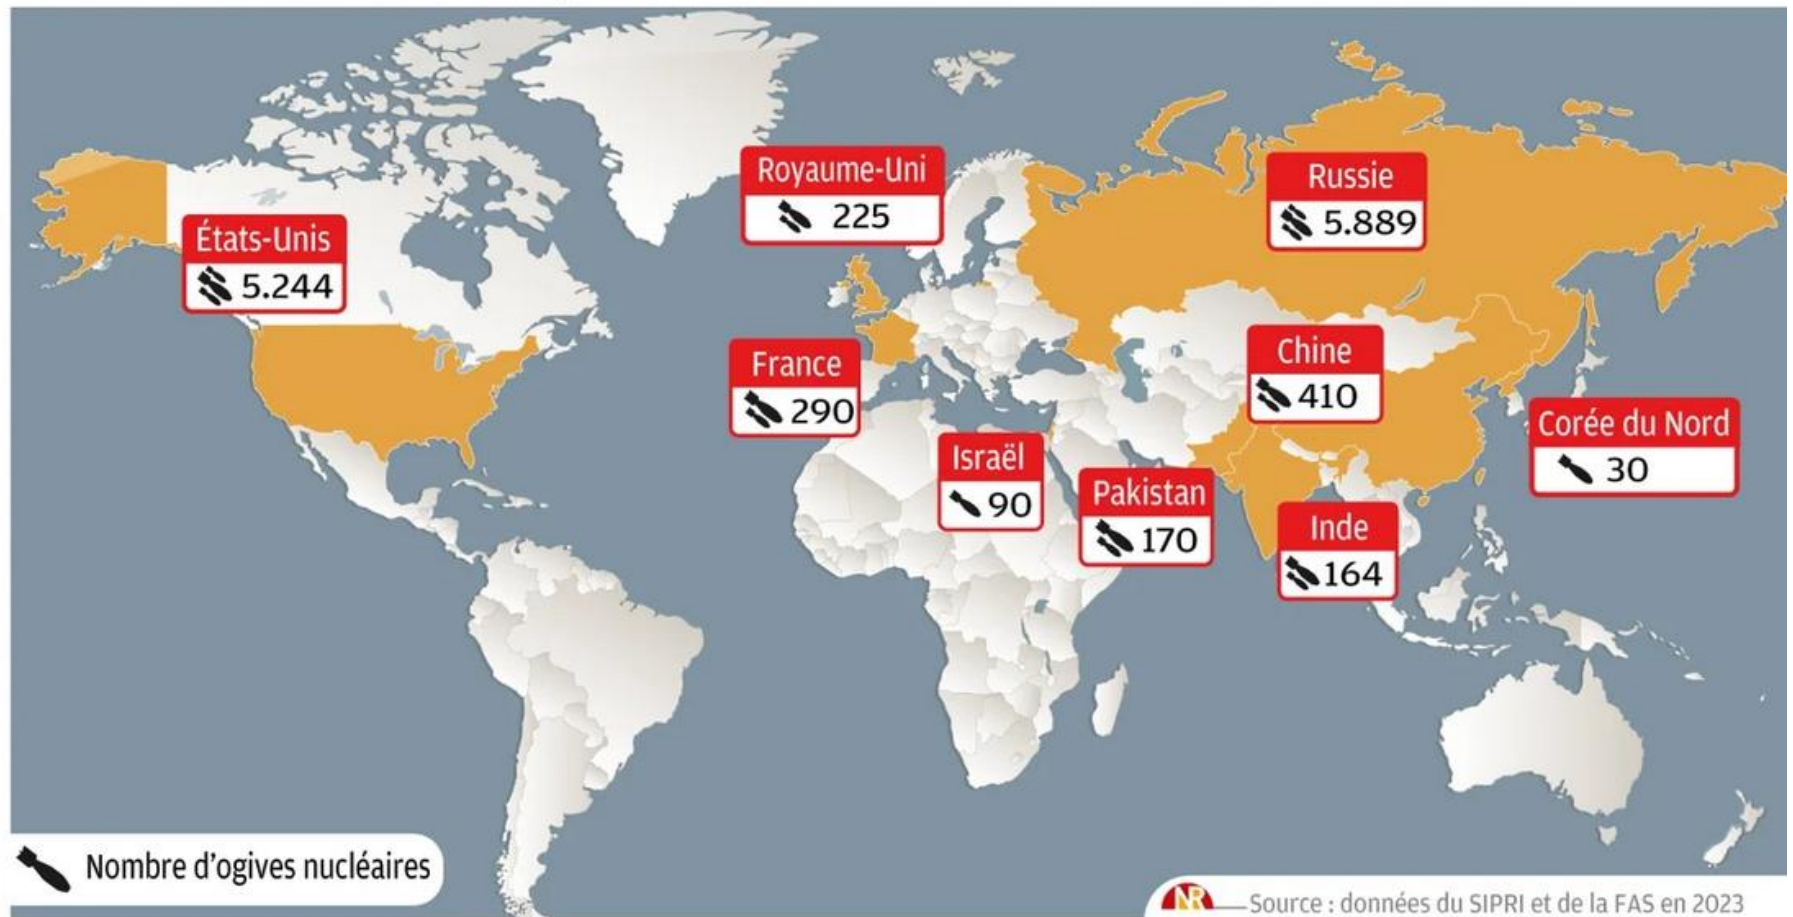 Royaume-Uni
225
Russie
5.889
États-Unis
5.244
France
290
Chine
410
Corée du Nord
30
Israël
90
Pakistan
170
Inde
164
Nombre d'ogives nucléaires
NR
Source : données du SIPRI et de la FAS en 2023